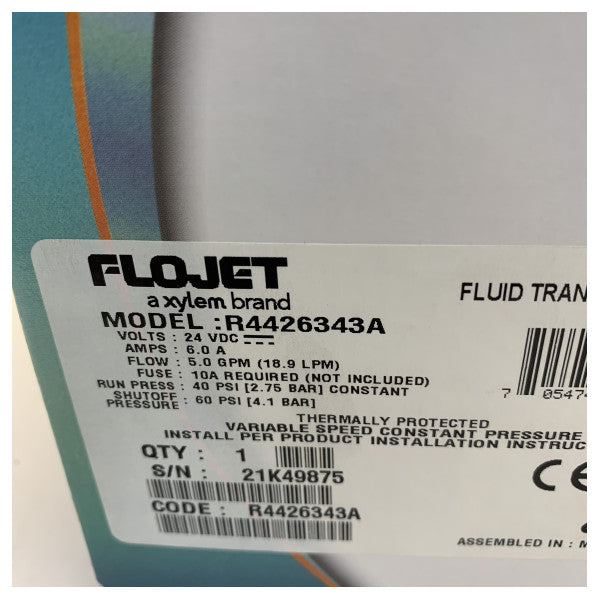 FLOJET
a xylem brand
FLUID TRAN
MODEL : R4426343A
VOLTS : 24 VDC
AMPS : 6.0 A
FLOW : 5.0 GPM (18.9 LPM)
FUSE : 10A REQUIRED (NOT INCLUDED)
RUN PRESS : 40 PSI [2.75 BAR] CONSTANT
SHUTOFF
PRESSURE : 60 PSI [4.1 BAR]
7 05474
THERMALLY PROTECTED
VARIABLE SPEED CONSTANT PRESSURE
INSTALL PER PRODUCT INSTALLATION INSTRUC
QTY : 1
S/N : 21K49875
CE
CODE : R4426343A
ASSEMBLED IN : M